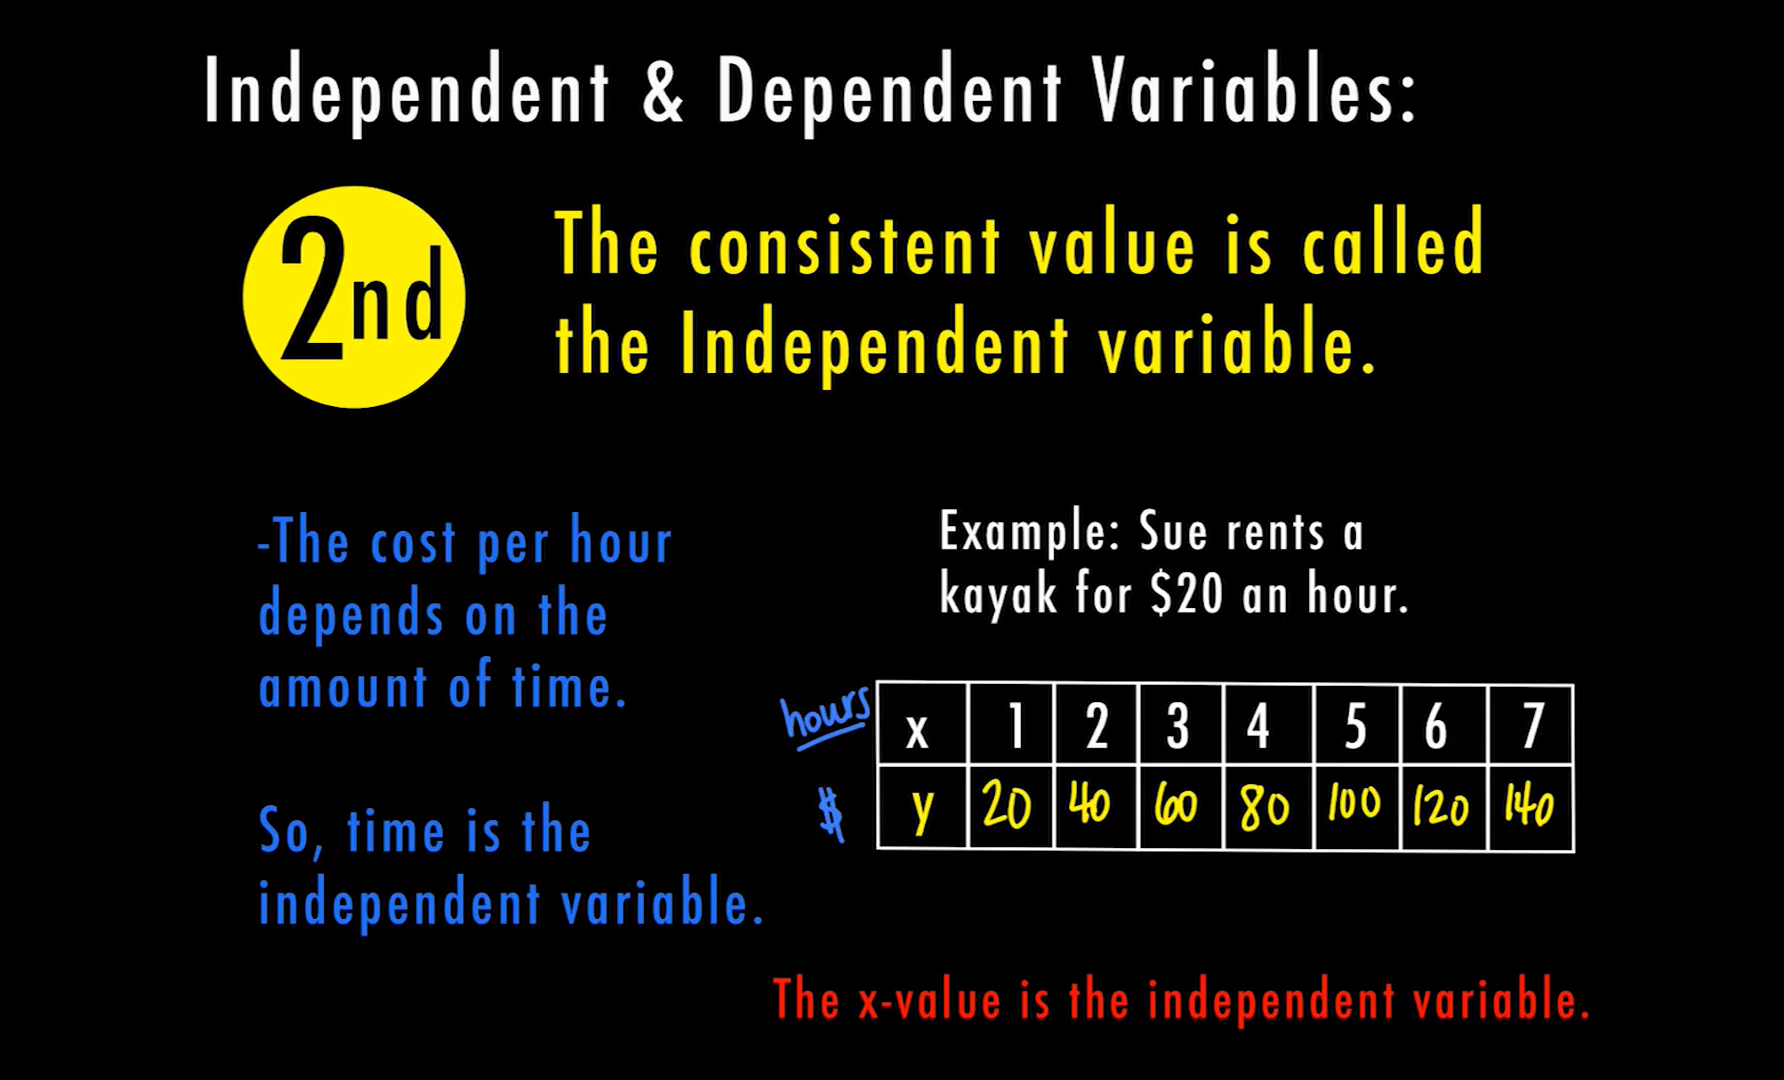 Independent & Dependent Variables:
2nd
The consistent value is called
the Independent variable.
-The cost per hour
depends on the
amount of time.
So, time is the
independent variable.
Example: Sue rents a
kayak for $20 an hour.
hours x 1 2 3 4 5 6 7
$ y 20 40 60 80 100 120 140
The x-value is the independent variable.